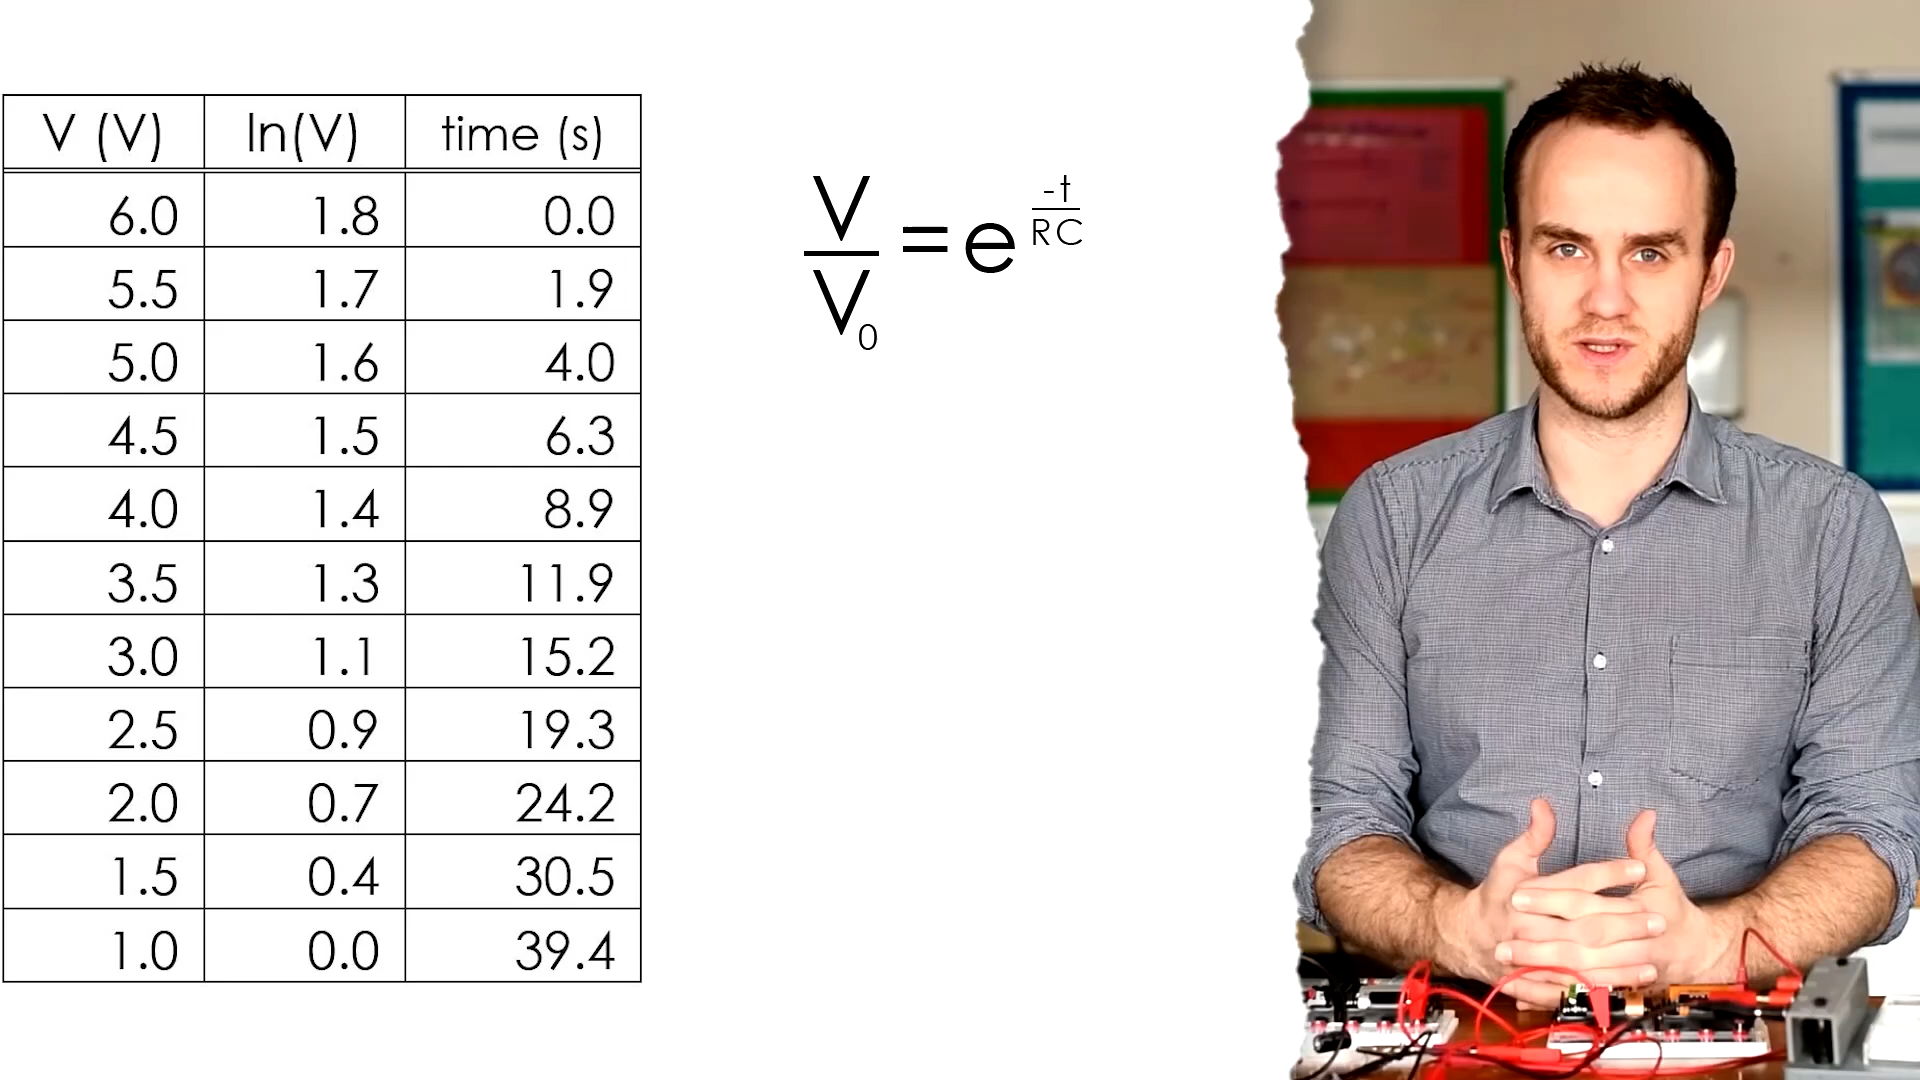 V (V) ln(V) time (s)
6.0 1.8 0.0
5.5 1.7 1.9
5.0 1.6 4.0
4.5 1.5 6.3
4.0 1.4 8.9
3.5 1.3 11.9
3.0 1.1 15.2
2.5 0.9 19.3
2.0 0.7 24.2
1.5 0.4 30.5
1.0 0.0 39.4
V/V₀ = e^(-t/RC)